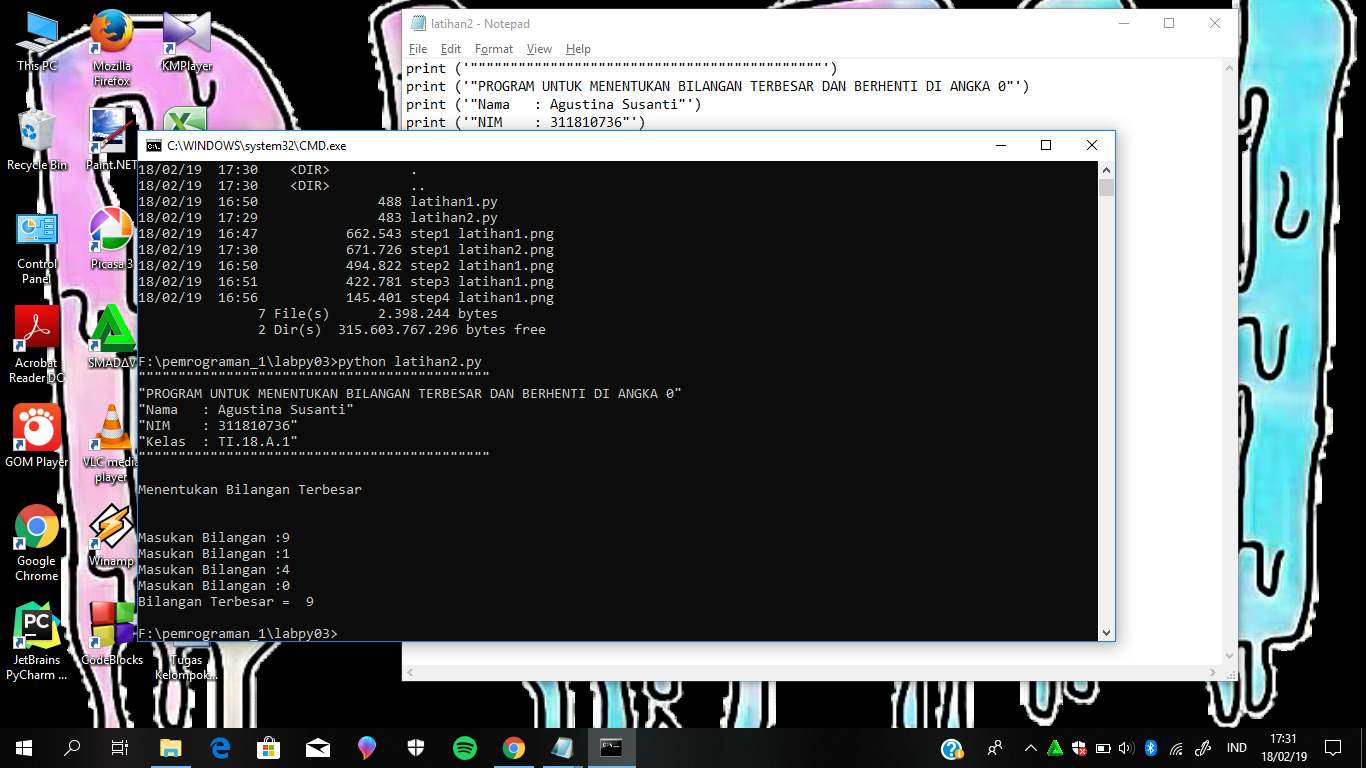 This PC
Mozilla
Firefox
KMPlayer
Recycle Bin
Paint.NET
Control
Panel
Picasa 3
Acrobat
Reader DC
SMADΔV
GOM Player
VLC media
player
Google
Chrome
Winamp
PC
JetBrains
PyCharm ...
CodeBlocks
Tugas
Kelompok...
latihan2 - Notepad
File Edit Format View Help
print ('""""""""""""""""""""""""""""""""""""""""""""')
print ('"PROGRAM UNTUK MENENTUKAN BILANGAN TERBESAR DAN BERHENTI DI ANGKA 0"')
print ('"Nama   : Agustina Susanti"')
print ('"NIM    : 311810736"')
C:\WINDOWS\system32\CMD.exe
18/02/19  17:30    <DIR>          .
18/02/19  17:30    <DIR>          ..
18/02/19  16:50               488 latihan1.py
18/02/19  17:29               483 latihan2.py
18/02/19  16:47           662.543 step1 latihan1.png
18/02/19  17:30           671.726 step1 latihan2.png
18/02/19  16:50           494.822 step2 latihan1.png
18/02/19  16:51           422.781 step3 latihan1.png
18/02/19  16:56           145.401 step4 latihan1.png
7 File(s)      2.398.244 bytes
2 Dir(s)  315.603.767.296 bytes free
F:\pemrograman_1\labpy03>python latihan2.py
""""""""""""""""""""""""""""""""""""""""""""
"PROGRAM UNTUK MENENTUKAN BILANGAN TERBESAR DAN BERHENTI DI ANGKA 0"
"Nama   : Agustina Susanti"
"NIM    : 311810736"
"Kelas  : TI.18.A.1"
""""""""""""""""""""""""""""""""""""""""""""
Menentukan Bilangan Terbesar
Masukan Bilangan :9
Masukan Bilangan :1
Masukan Bilangan :4
Masukan Bilangan :0
Bilangan Terbesar =  9
F:\pemrograman_1\labpy03>
IND
17:31
18/02/19